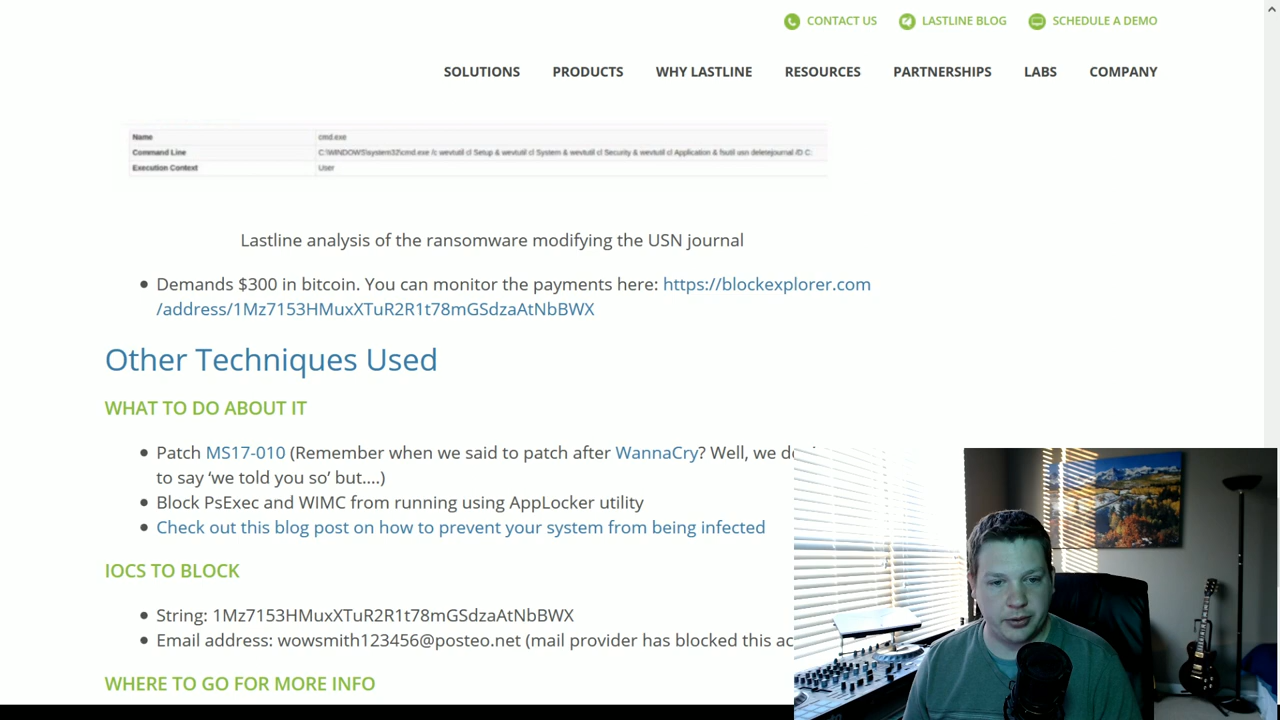 CONTACT US LASTLINE BLOG SCHEDULE A DEMO
SOLUTIONS PRODUCTS WHY LASTLINE RESOURCES PARTNERSHIPS LABS COMPANY
Name cmd.exe
Command Line C:\WINDOWS\system32\cmd.exe /c wevtutil cl Setup & wevtutil cl System & wevtutil cl Security & wevtutil cl Application & fsutil usn deletejournal /D C:
Execution Context User
Lastline analysis of the ransomware modifying the USN journal
Demands $300 in bitcoin. You can monitor the payments here: https://blockexplorer.com
/address/1Mz7153HMuxXTuR2R1t78mGSdzaAtNbBWX
Other Techniques Used
WHAT TO DO ABOUT IT
Patch MS17-010 (Remember when we said to patch after WannaCry? Well, we
to say ‘we told you so’ but....)
Block PsExec and WIMC from running using AppLocker utility
Check out this blog post on how to prevent your system from being infected
IOCS TO BLOCK
String: 1Mz7153HMuxXTuR2R1t78mGSdzaAtNbBWX
Email address: wowsmith123456@posteo.net (mail provider has blocked this ac
WHERE TO GO FOR MORE INFO